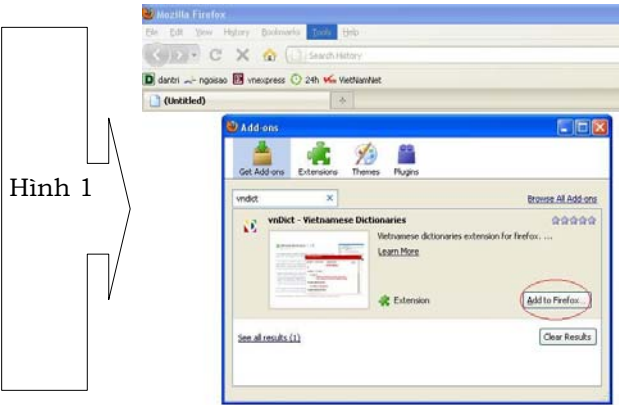 Hình 1
Mozilla Firefox
File Edit View History Bookmarks Tools Help
Search History
dantri ngoisao vnexpress 24h VietNamNet
(Untitled)
Add-ons
Get Add-ons Extensions Themes Plugins
vndict
Browse All Add-ons
vnDict - Vietnamese Dictionaries
Vietnamese dictionaries extension for firefox. ...
Learn More
Extension
Add to Firefox...
See all results (1)
Clear Results